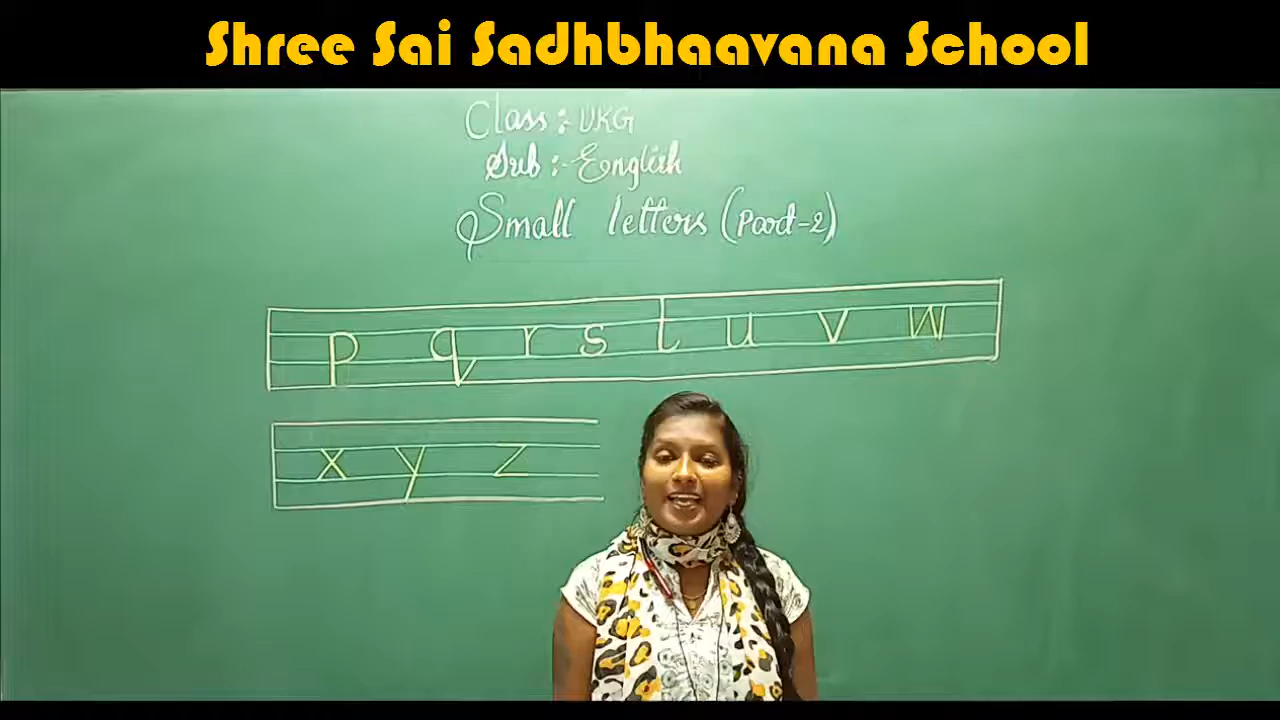 Shree Sai Sadhbhaavana School
Class :- UKG
Sub :- English
Small letters (Part-2)
p q r s t u v w
x y z